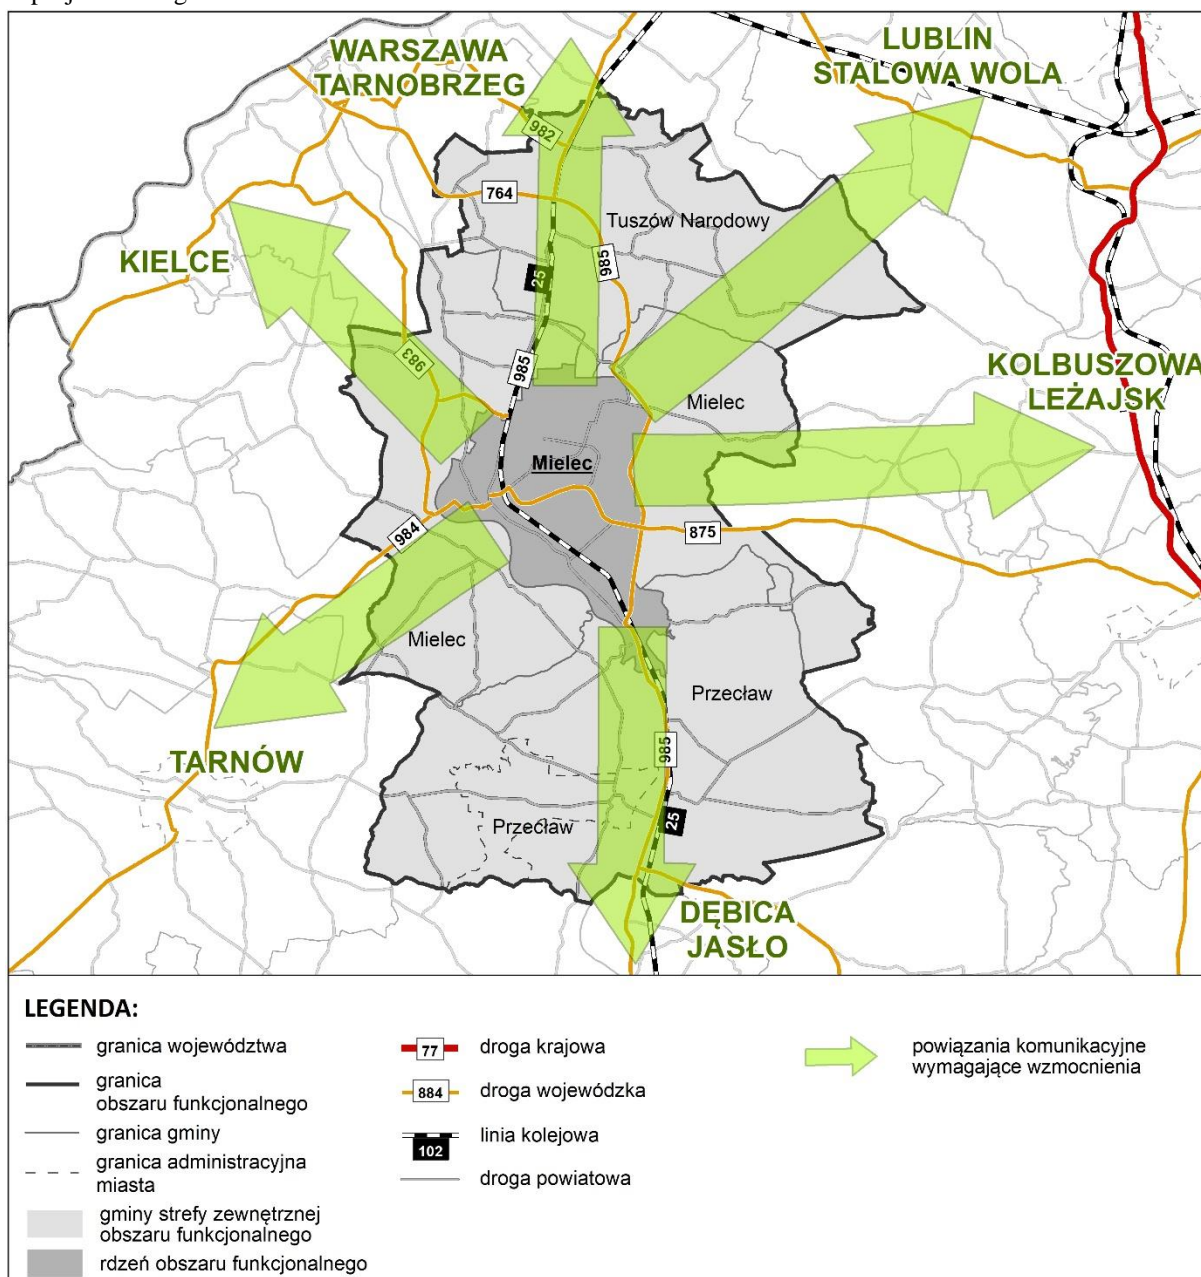 WARSZAWA
TARNOBRZEG
LUBLIN
STALOWA WOLA
982
764
Tuszów Narodowy
KIELCE
985
25
983
985
KOLBUSZOWA
LEŻAJSK
Mielec
Mielec
984
875
Mielec
Przecław
TARNÓW
985
Przecław
25
DĘBICA
JASŁO
LEGENDA:
granica województwa
granica
obszaru funkcjonalnego
granica gminy
granica administracyjna
miasta
gminy strefy zewnętrznej
obszaru funkcjonalnego
rdzeń obszaru funkcjonalnego
77 droga krajowa
884 droga wojewódzka
linia kolejowa
102
droga powiatowa
powiązania komunikacyjne
wymagające wzmocnienia